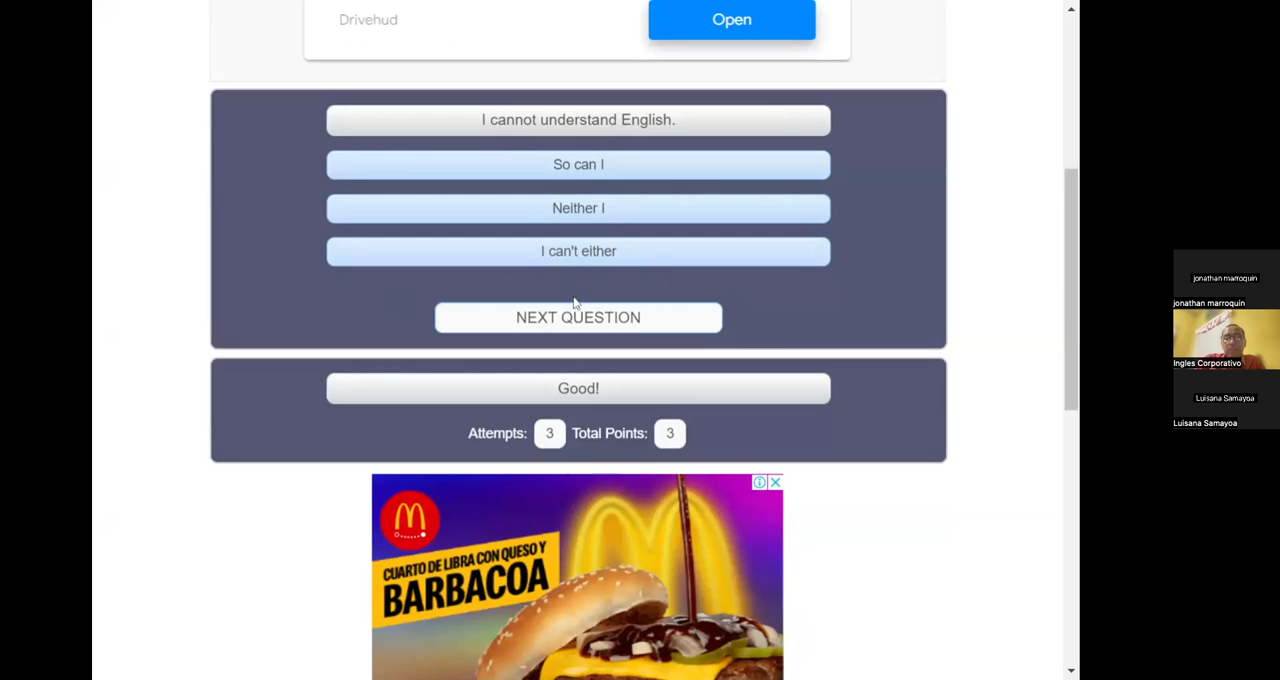 Drivehud
Open
I cannot understand English.
So can I
Neither I
I can't either
NEXT QUESTION
Good!
Attempts: 3 Total Points: 3
CUARTO DE LIBRA CON QUESO Y
BARBACOA
jonathan marroquin
jonathan marroquin
Ingles Corporativo
Luisana Samayoa
Luisana Samayoa